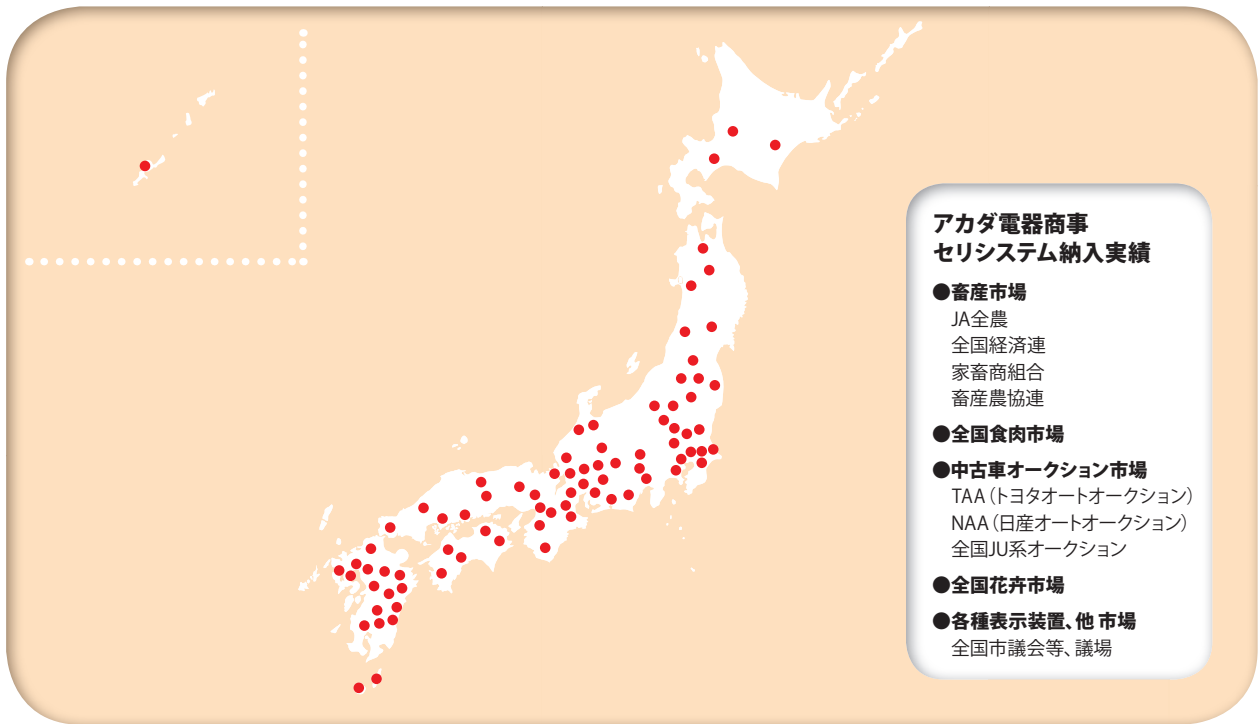 アカダ電器商事
セリシステム納入実績
●畜産市場
JA全農
全国経済連
家畜商組合
畜産農協連
●全国食肉市場
●中古車オークション市場
TAA（トヨタオートオークション）
NAA（日産オートオークション）
全国JU系オークション
●全国花卉市場
●各種表示装置、他 市場
全国市議会等、議場